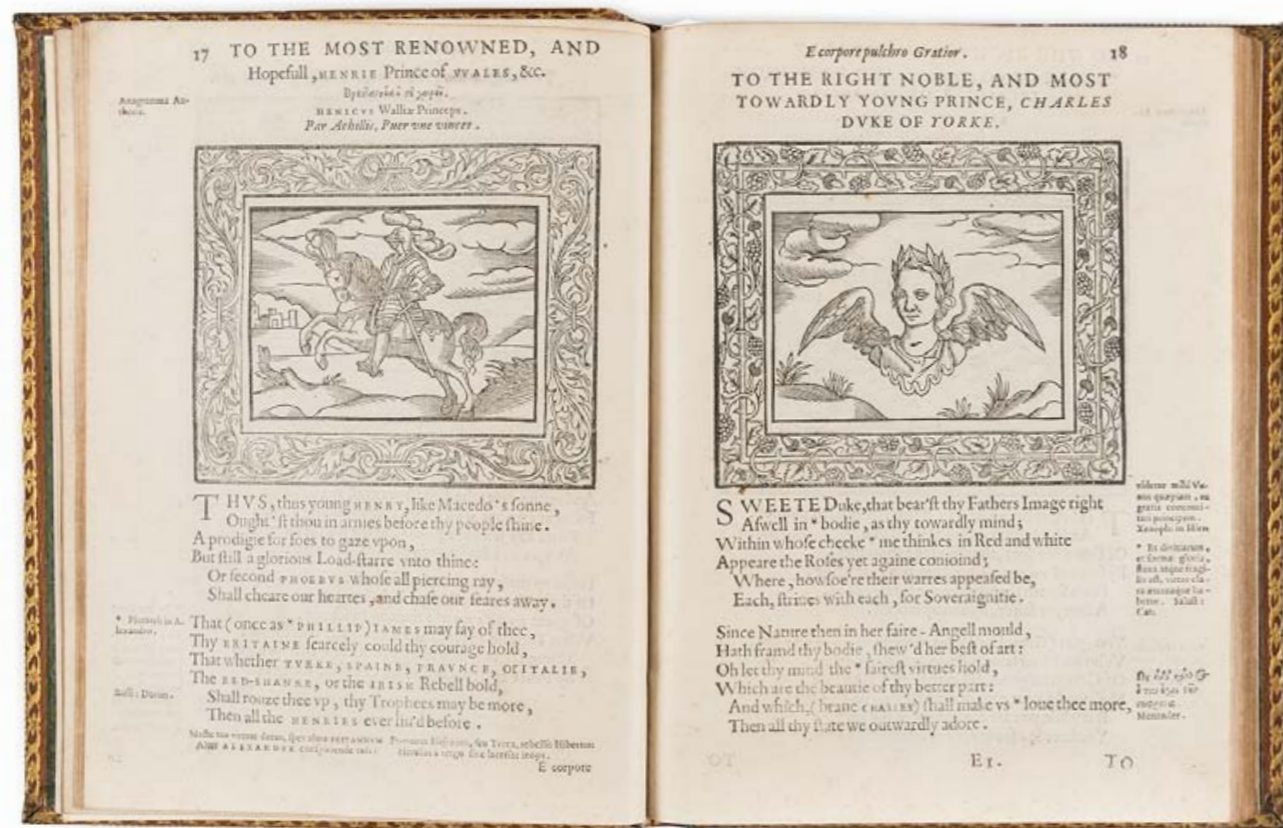 17 TO THE MOST RENOWNED, AND
Hopefull, HENRIE Prince of VVALES, &c.
HENICVS Walliæ Princeps.
Par Achillis, Puer vne vinces.
THVS, thus young HENRY, like Macedo's sonne,
Ought'st thou in armes before thy people shine.
A prodigie for foes to gaze vpon,
But still a glorious Load-starre vnto thine:
Or second PHOEBVS whose all piercing ray,
Shall cheare our heartes, and chase our feares away.
* Plutarch in A-
lexandro.
That (once as * PHILLIP) IAMES may say of thee,
Thy BRITAINE scarcely could thy courage hold,
That whether TVRKE, SPAINE, FRAVNCE, or ITALIE,
The RED-SHANKE, or the IRISH Rebell bold,
Shall rouze thee vp, thy Trophees may be more,
Then all the HENRIES ever liu'd before.
E corpore
E corpore pulchro Gratior. 18
TO THE RIGHT NOBLE, AND MOST
TOWARDLY YOVNG PRINCE, CHARLES
DVKE OF YORKE.
SWEETE Duke, that bear'st thy Fathers Image right
Aswell in * bodie, as thy towardly mind;
Within whose cheeke * me thinkes in Red and white
Appeare the Roses yet againe conioind;
Where, howsoe're their warres appeased be,
Each, striues with each, for Soveraignitie.
Since Nature then in her faire-Angell mould,
Hath framd thy bodie, shew'd her best of art:
Oh let thy mind the * fairest virtues hold,
Which are the beautie of thy better part:
And which, (braue CHARLES) shall make vs * loue thee more,
Then all thy state we outwardly adore.
Menander.
E1. TO